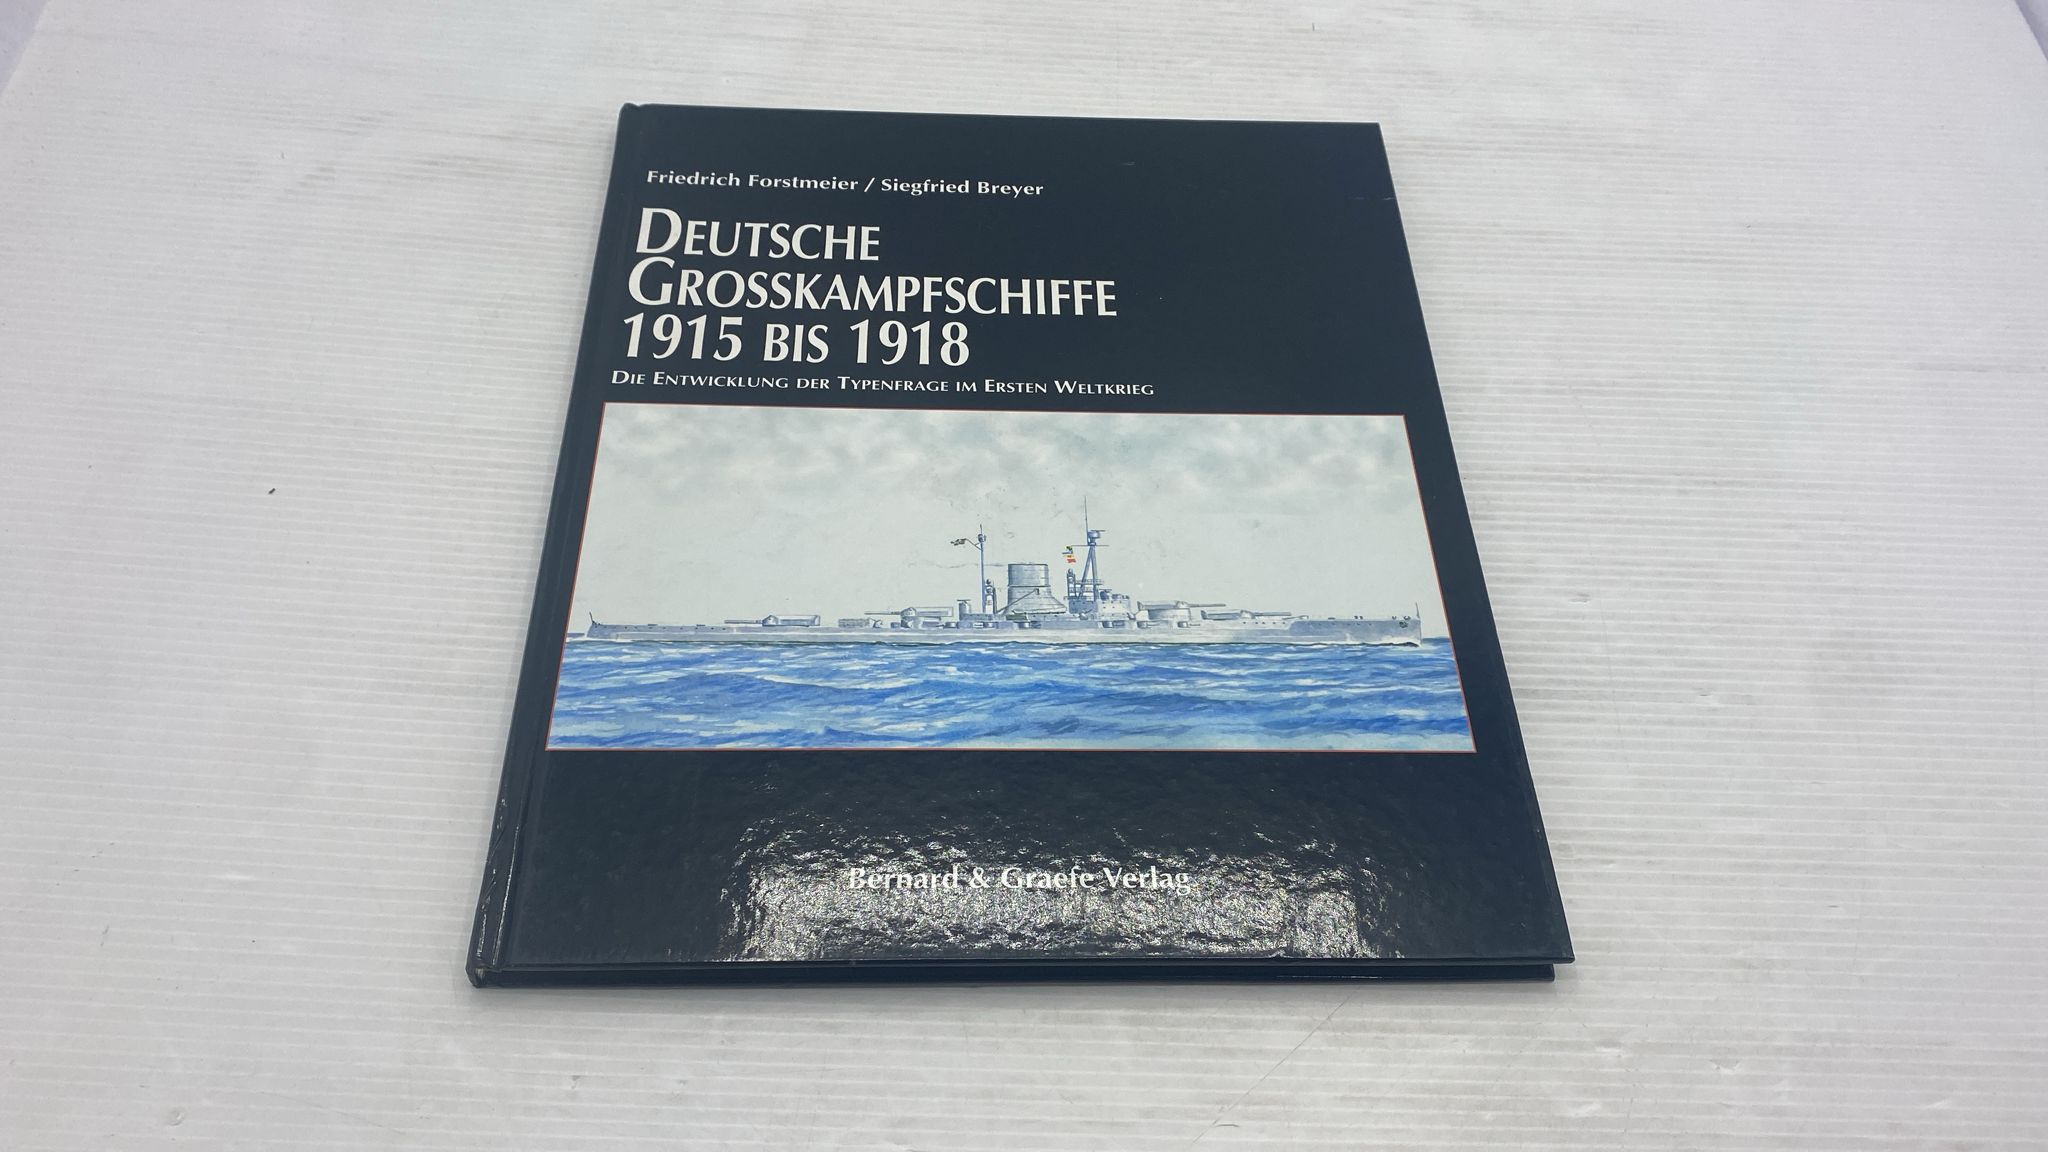 Friedrich Forstmeier / Siegfried Breyer
DEUTSCHE
GROSSKAMPFSCHIFFE
1915 BIS 1918
DIE ENTWICKLUNG DER TYPENFRAGE IM ERSTEN WELTKRIEG
Bernard & Graefe Verlag